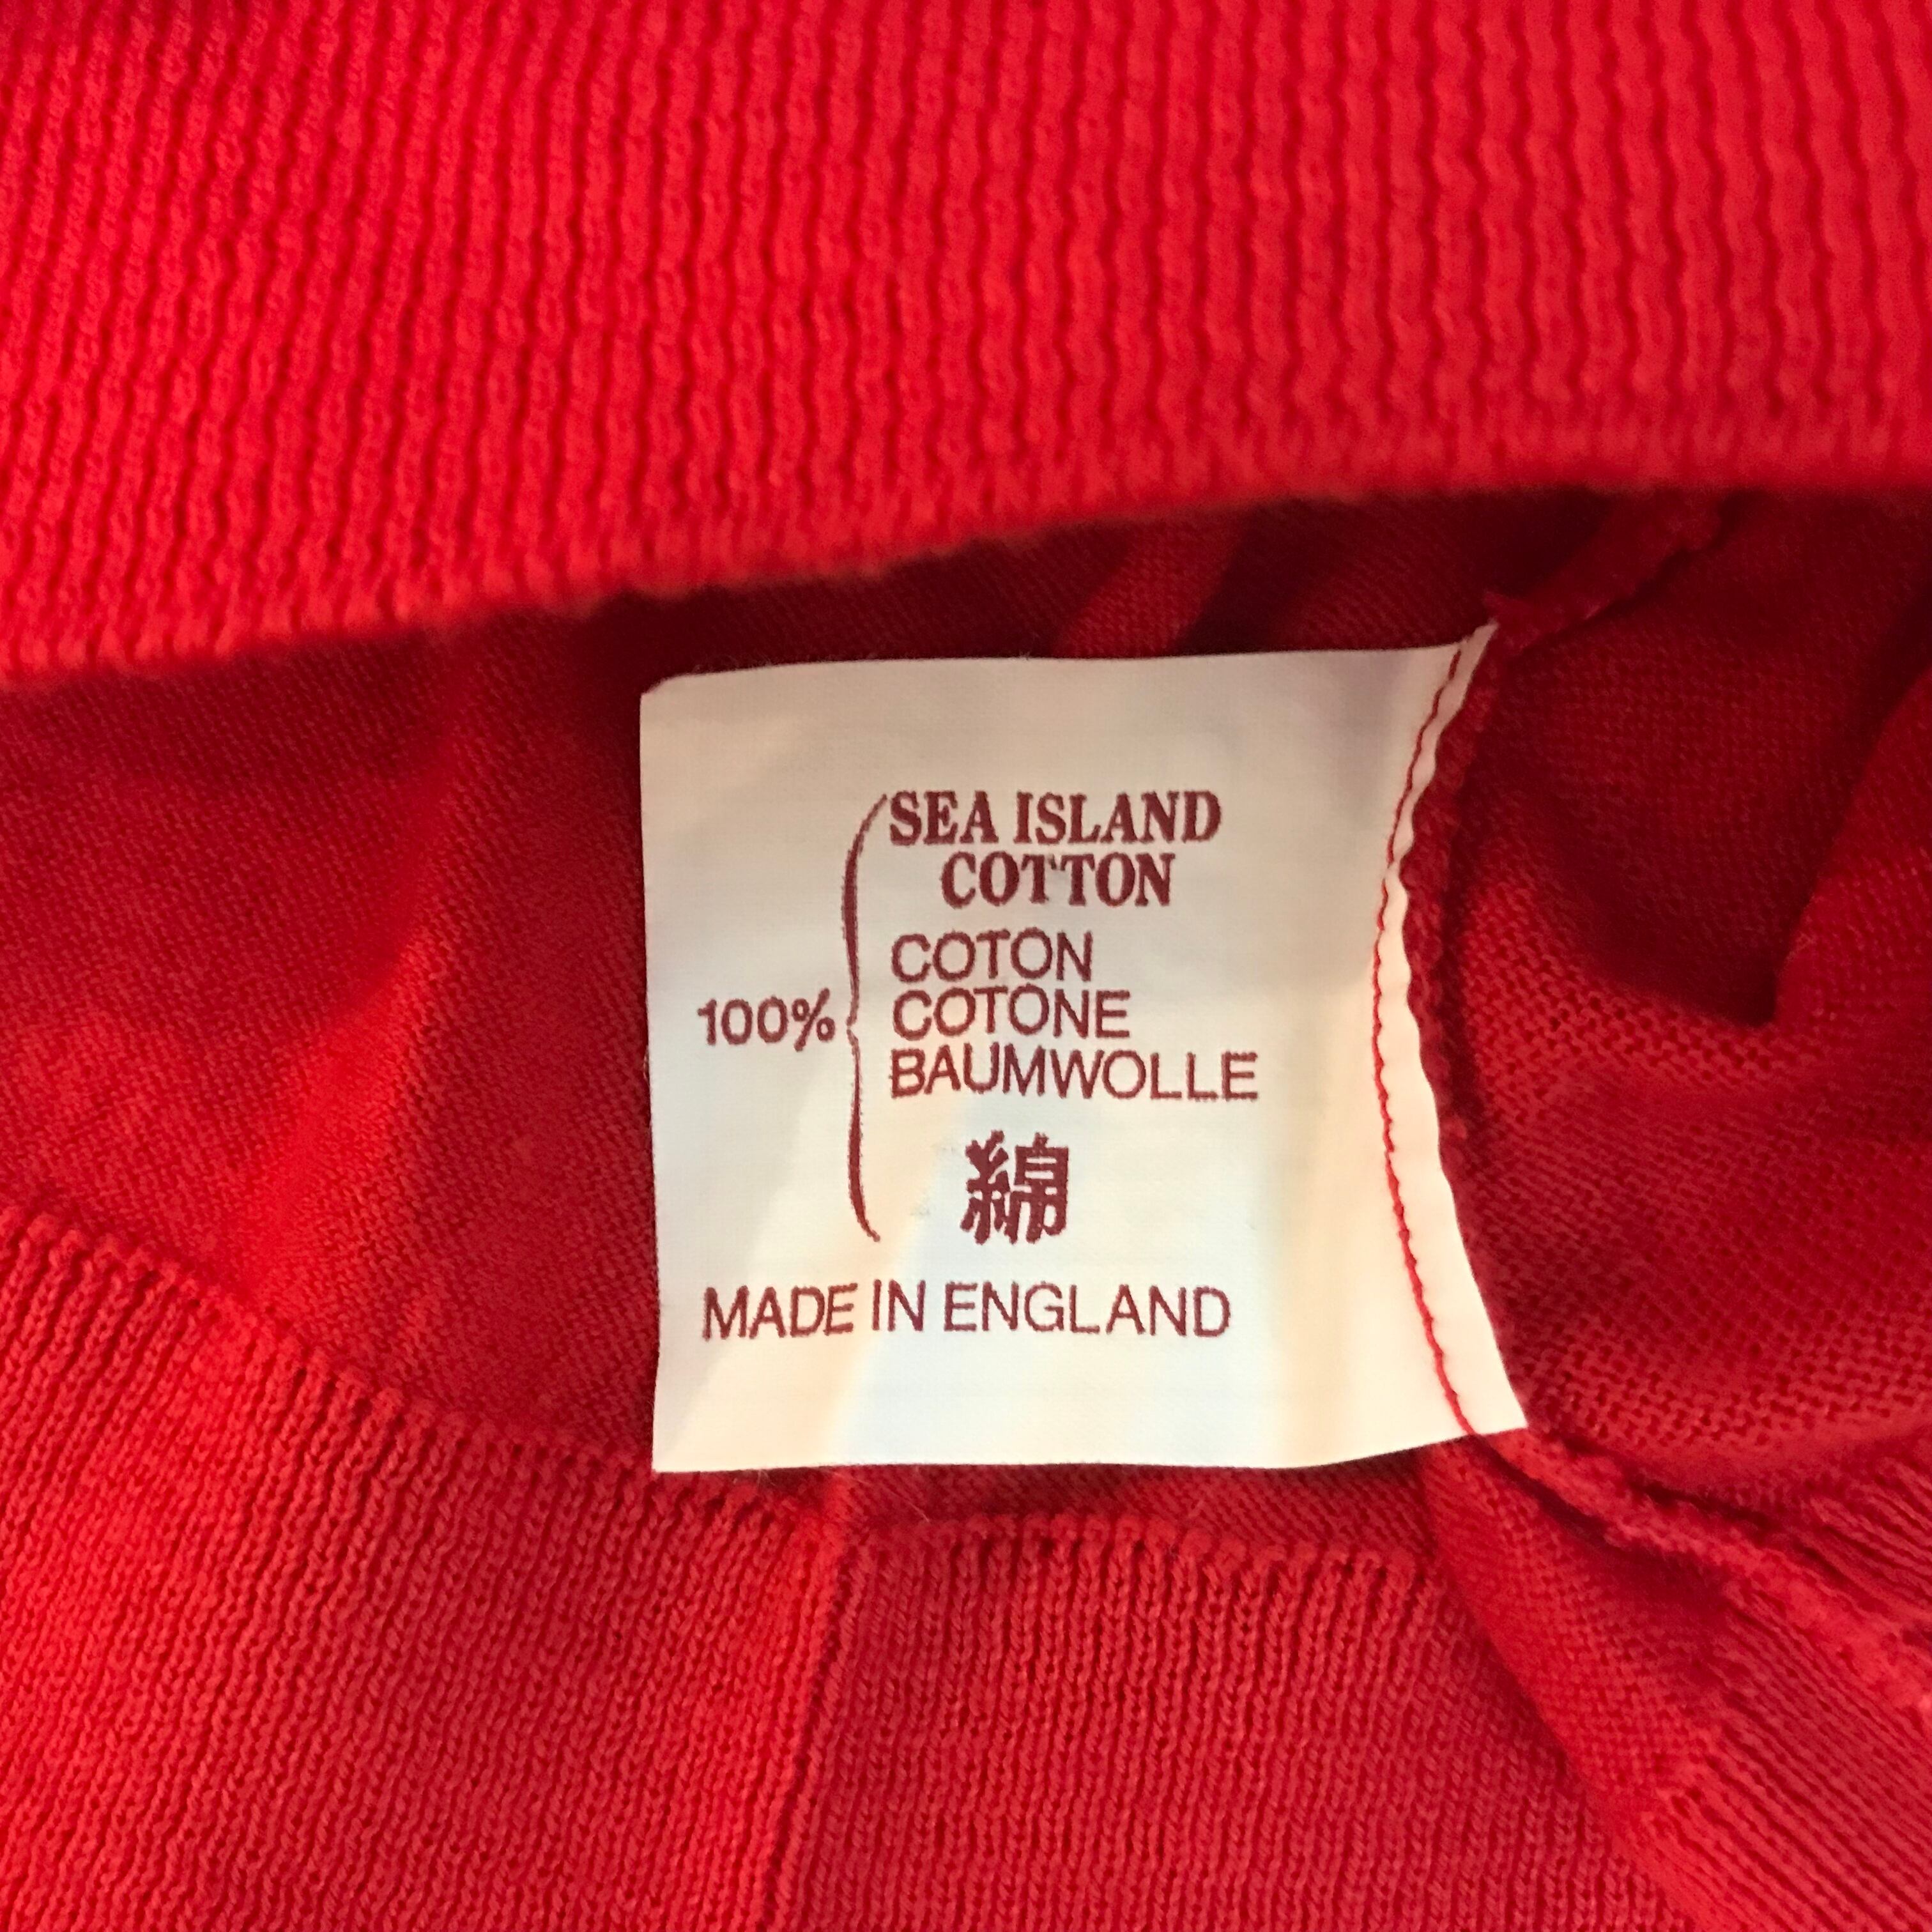 SEA ISLAND
COTTON
COTON
COTONE
100%
BAUMWOLLE
綿
MADE IN ENGLAND